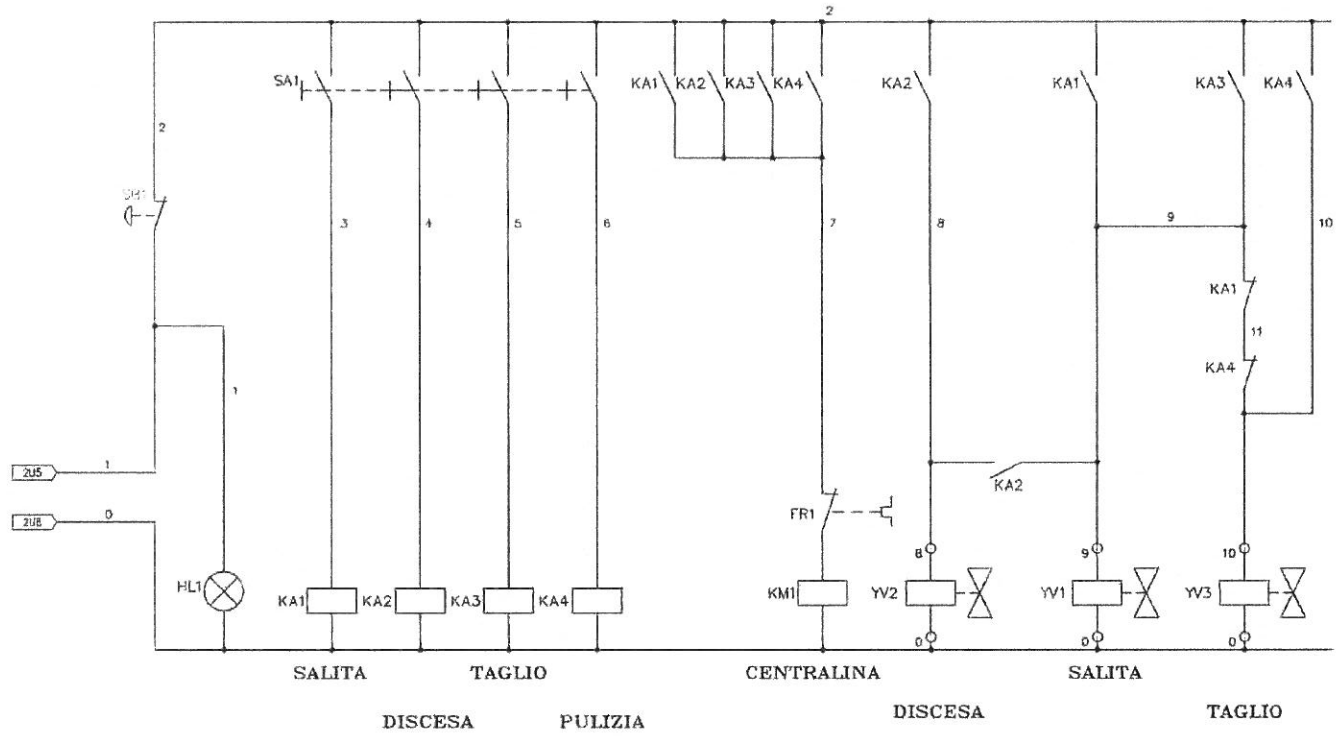 2
SA1
KA1
KA2
KA3
KA4
KA2
KA1
KA3
KA4
2
SB1
3
4
5
6
7
8
9
10
KA1
11
KA4
1
2U5
1
KA2
2U6
0
FR1
8
9
10
HL1
KA1
KA2
KA3
KA4
KM1
YV2
YV1
YV3
0
0
0
SALITA
TAGLIO
CENTRALINA
SALITA
DISCESA
PULIZIA
DISCESA
TAGLIO